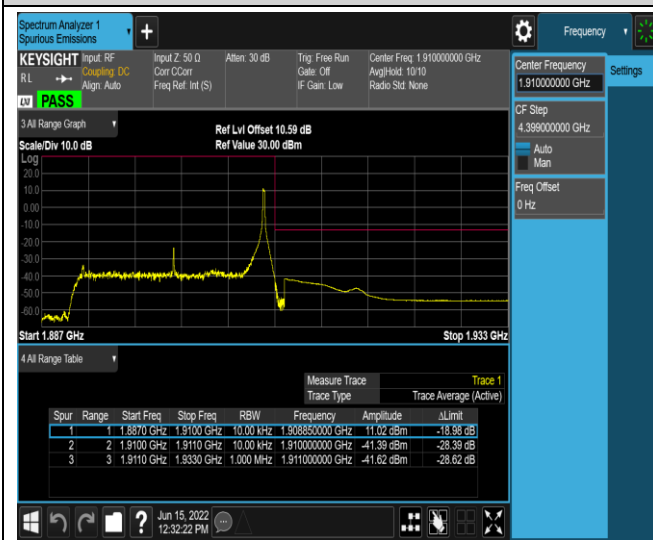 Spectrum Analyzer 1
Spurious Emissions
+
Frequency
KEYSIGHT Input: RF Input Z: 50 Ω Atten: 30 dB Trig: Free Run Center Freq: 1.910000000 GHz
RL Coupling: DC Corr CCorr Gate: Off Avg|Hold: 10/10
Align: Auto Freq Ref: Int (S) IF Gain: Low Radio Std: None
LXI PASS
Center Frequency
1.910000000 GHz
Settings
CF Step
4.399000000 GHz
Auto
Man
Freq Offset
0 Hz
3 All Range Graph
Ref Lvl Offset 10.59 dB
Scale/Div 10.0 dB Ref Value 30.00 dBm
Log
20.0
10.0
0.00
-10.0
-20.0
-30.0
-40.0
-50.0
-60.0
Start 1.887 GHz Stop 1.933 GHz
4 All Range Table
Measure Trace Trace 1
Trace Type Trace Average (Active)
Spur Range Start Freq Stop Freq RBW Frequency Amplitude ΔLimit
1 1 1.8870 GHz 1.9100 GHz 10.00 kHz 1.908850000 GHz 11.02 dBm -18.98 dB
2 2 1.9100 GHz 1.9110 GHz 10.00 kHz 1.910000000 GHz -41.39 dBm -28.39 dB
3 3 1.9110 GHz 1.9330 GHz 1.000 MHz 1.911000000 GHz -41.62 dBm -28.62 dB
?
Jun 15, 2022
12:32:22 PM